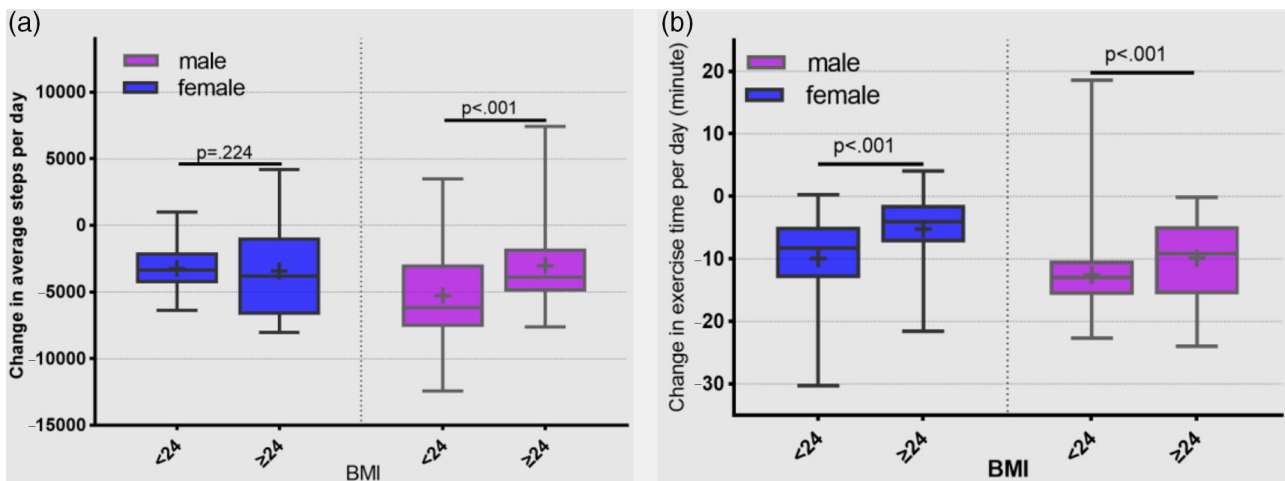 (a)
Change in average steps per day
male
female
10000
5000
0
–5000
–10000
–15000
p=.224
p<.001
<24
≥24
<24
≥24
BMI
(b)
Change in exercise time per day (minute)
male
female
20
10
0
–10
–20
–30
p<.001
p<.001
<24
≥24
<24
≥24
BMI